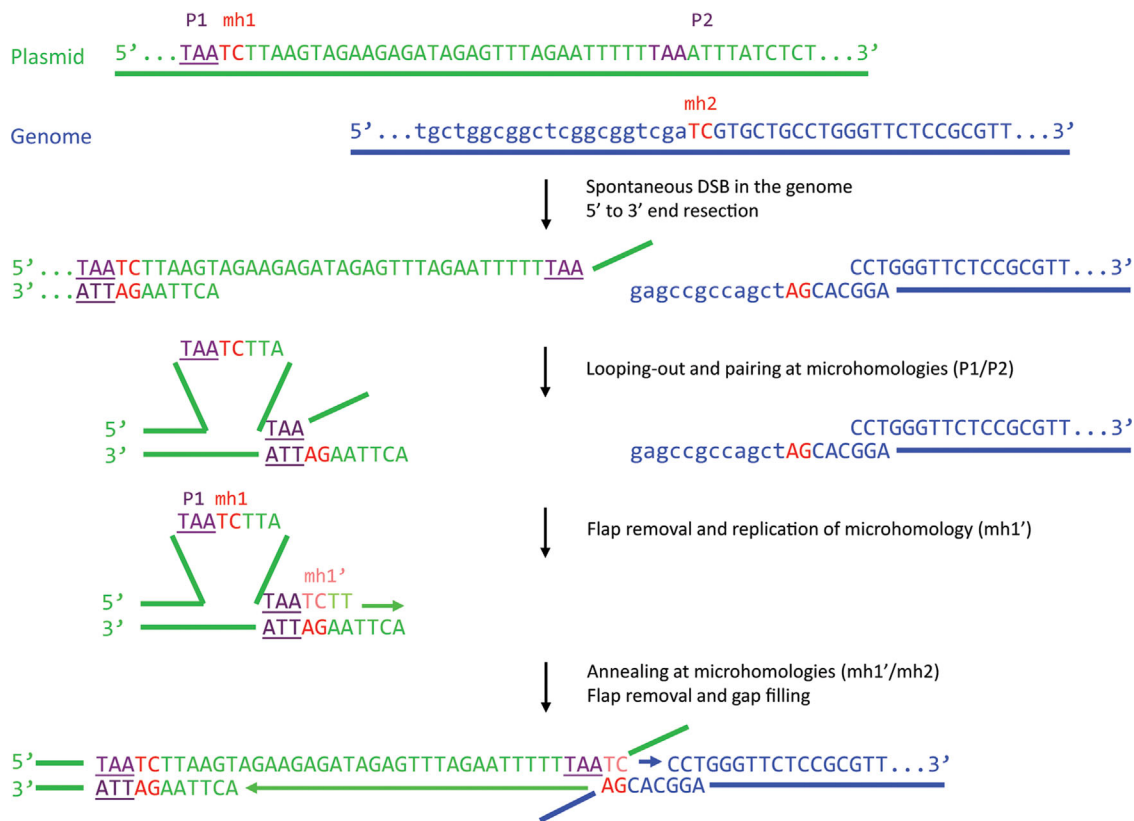 P1 mh1 P2
Plasmid 5’...TAATCTTAAGTAGAAGAGATAGAGTTTAGAATTTTTTAAATTTATCTCT...3’
mh2
Genome 5’...tgctggcggctcggcggtcgaTCGTGCTGCCTGGGTTCTCCGCGTT...3’
Spontaneous DSB in the genome
5’ to 3’ end resection
5’...TAATCTTAAGTAGAAGAGATAGAGTTTAGAATTTTTTAA CCTGGGTTCTCCGCGTT...3’
3’...ATTAGAATTCA gagccgccagctAGCACGGA
TAATCTTA
Looping-out and pairing at microhomologies (P1/P2)
5’ TAA CCTGGGTTCTCCGCGTT...3’
3’ ATTAGAATTCA gagccgccagctAGCACGGA
P1 mh1
TAATCTTA
Flap removal and replication of microhomology (mh1’)
mh1’
5’ TAATCTT
3’ ATTAGAATTCA
Annealing at microhomologies (mh1’/mh2)
Flap removal and gap filling
5’ TAATCTTAAGTAGAAGAGATAGAGTTTAGAATTTTTTAATC CCTGGGTTCTCCGCGTT...3’
3’ ATTAGAATTCA AGCACGGA